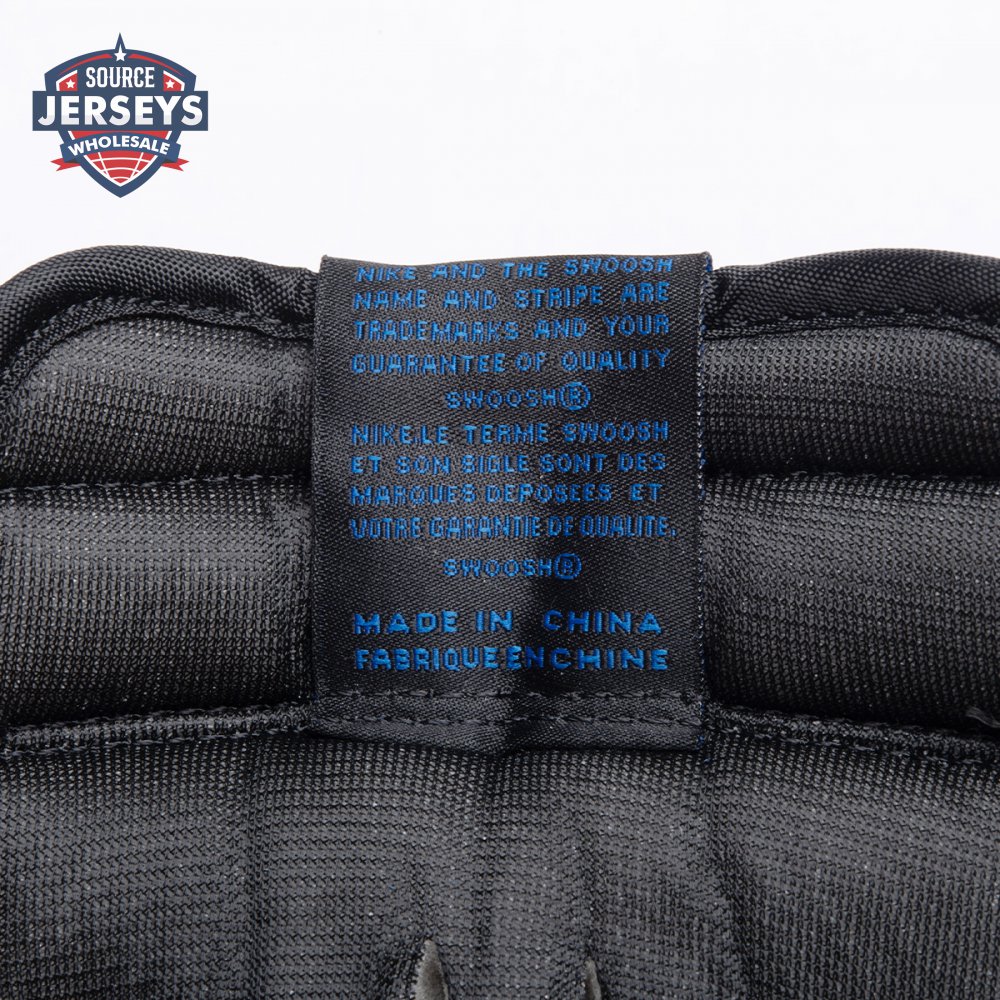 SOURCE
JERSEYS
WHOLESALE
NIKE AND THE SWOOSH
NAME AND STRIPE ARE
TRADEMARKS AND YOUR
GUARANTEE OF QUALITY
SWOOSH®
NIKE,LE TERME SWOOSH
ET SON SIGLE SONT DES
MARQUES DEPOSEES ET
VOTRE GARANTIE DE QUALITE.
SWOOSH®
MADE IN CHINA
FABRIQUE EN CHINE